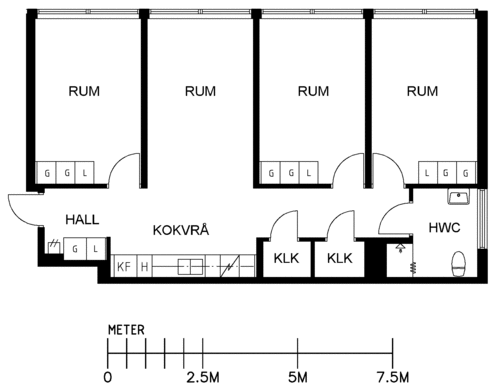 RUM RUM RUM RUM
G G L G G L L G G
HALL KOKVRÅ HWC
G L KF H KLK KLK
METER
0 2.5M 5M 7.5M